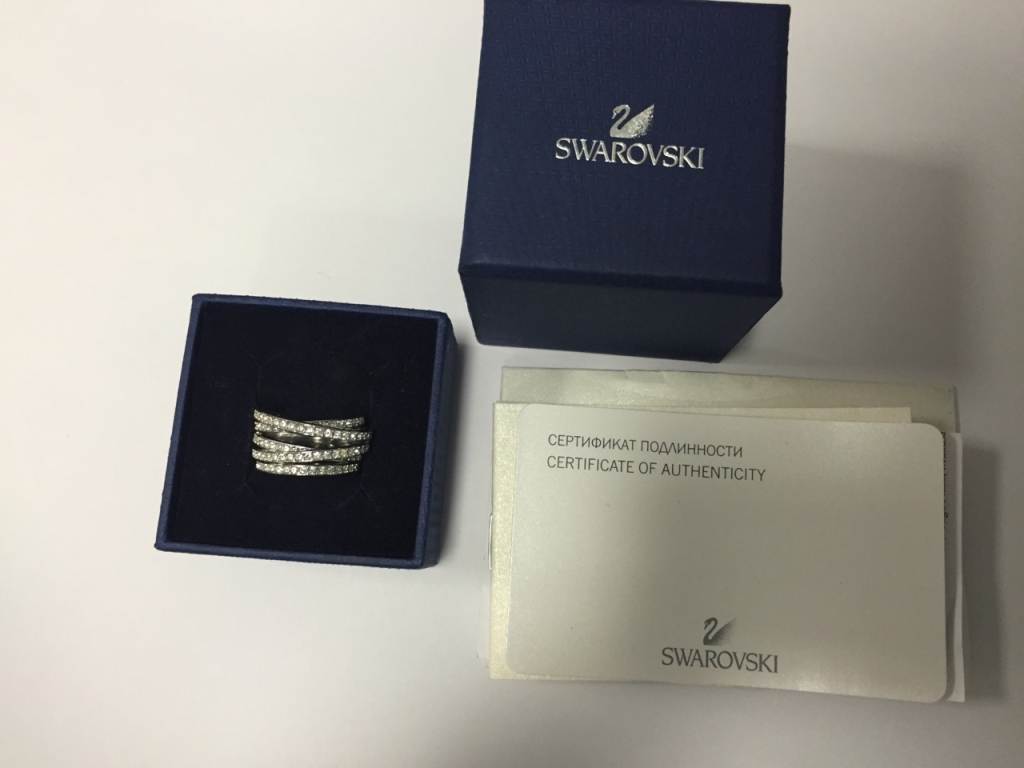 SWAROVSKI
СЕРТИФИКАТ ПОДЛИННОСТИ
CERTIFICATE OF AUTHENTICITY
SWAROVSKI